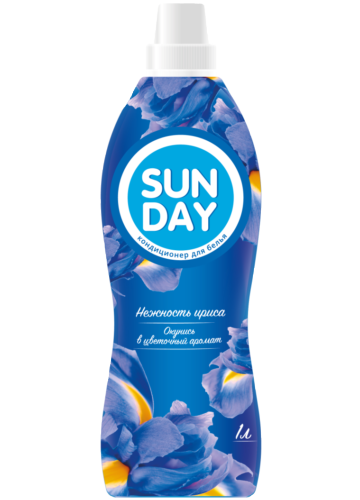 SUN
DAY
кондиционер для белья
Нежность ириса
Окунись
в цветочный аромат
1л